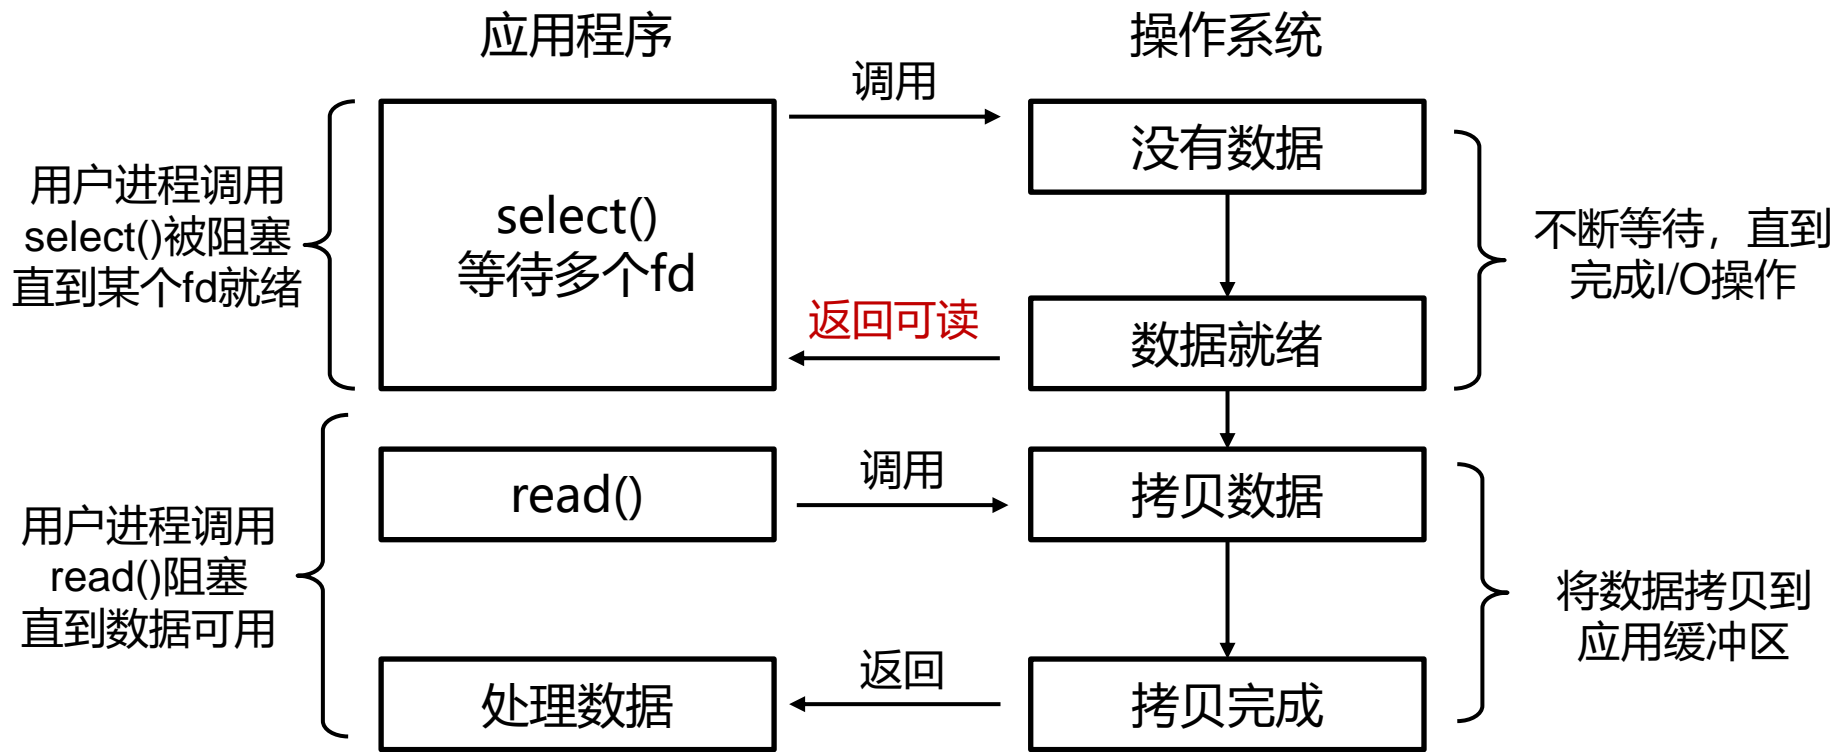 应用程序
操作系统
调用
没有数据
用户进程调用
select()被阻塞
直到某个fd就绪
select()
等待多个fd
不断等待，直到
完成I/O操作
返回可读
数据就绪
read()
调用
拷贝数据
用户进程调用
read()阻塞
直到数据可用
将数据拷贝到
应用缓冲区
处理数据
返回
拷贝完成